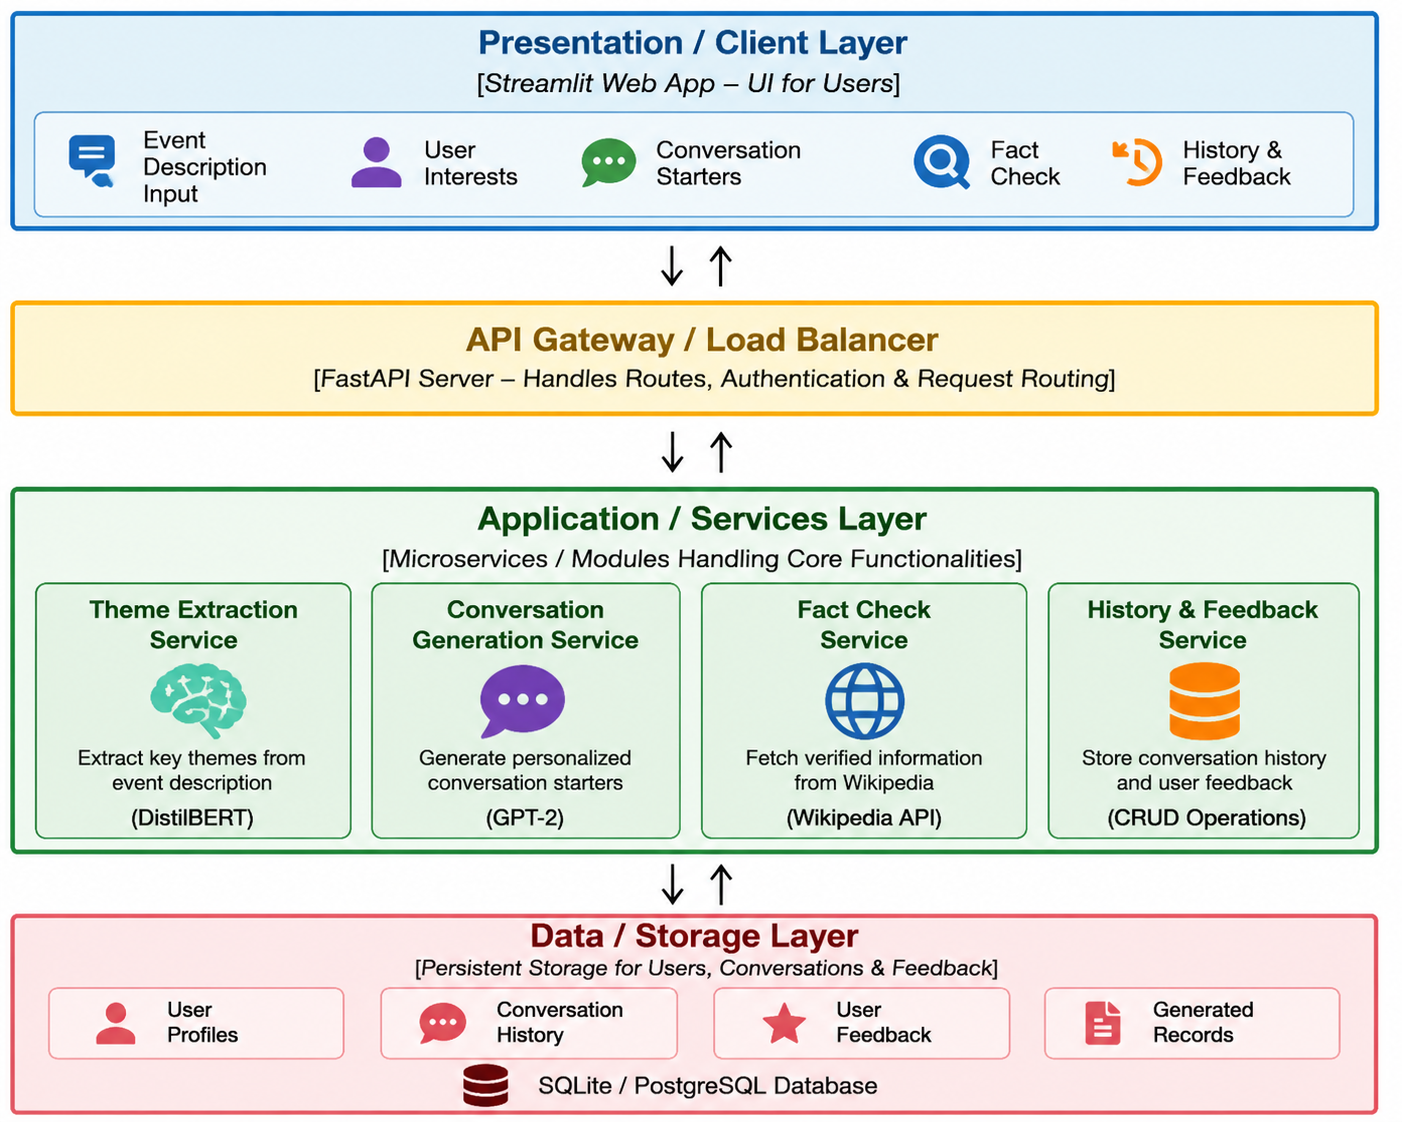 Presentation / Client Layer
[Streamlit Web App – UI for Users]
Event
Description
Input
User
Interests
Conversation
Starters
Fact
Check
History &
Feedback
API Gateway / Load Balancer
[FastAPI Server – Handles Routes, Authentication & Request Routing]
Application / Services Layer
[Microservices / Modules Handling Core Functionalities]
Theme Extraction
Service
Extract key themes from
event description
(DistilBERT)
Conversation
Generation Service
Generate personalized
conversation starters
(GPT-2)
Fact Check
Service
Fetch verified information
from Wikipedia
(Wikipedia API)
History & Feedback
Service
Store conversation history
and user feedback
(CRUD Operations)
Data / Storage Layer
[Persistent Storage for Users, Conversations & Feedback]
User
Profiles
Conversation
History
User
Feedback
Generated
Records
SQLite / PostgreSQL Database